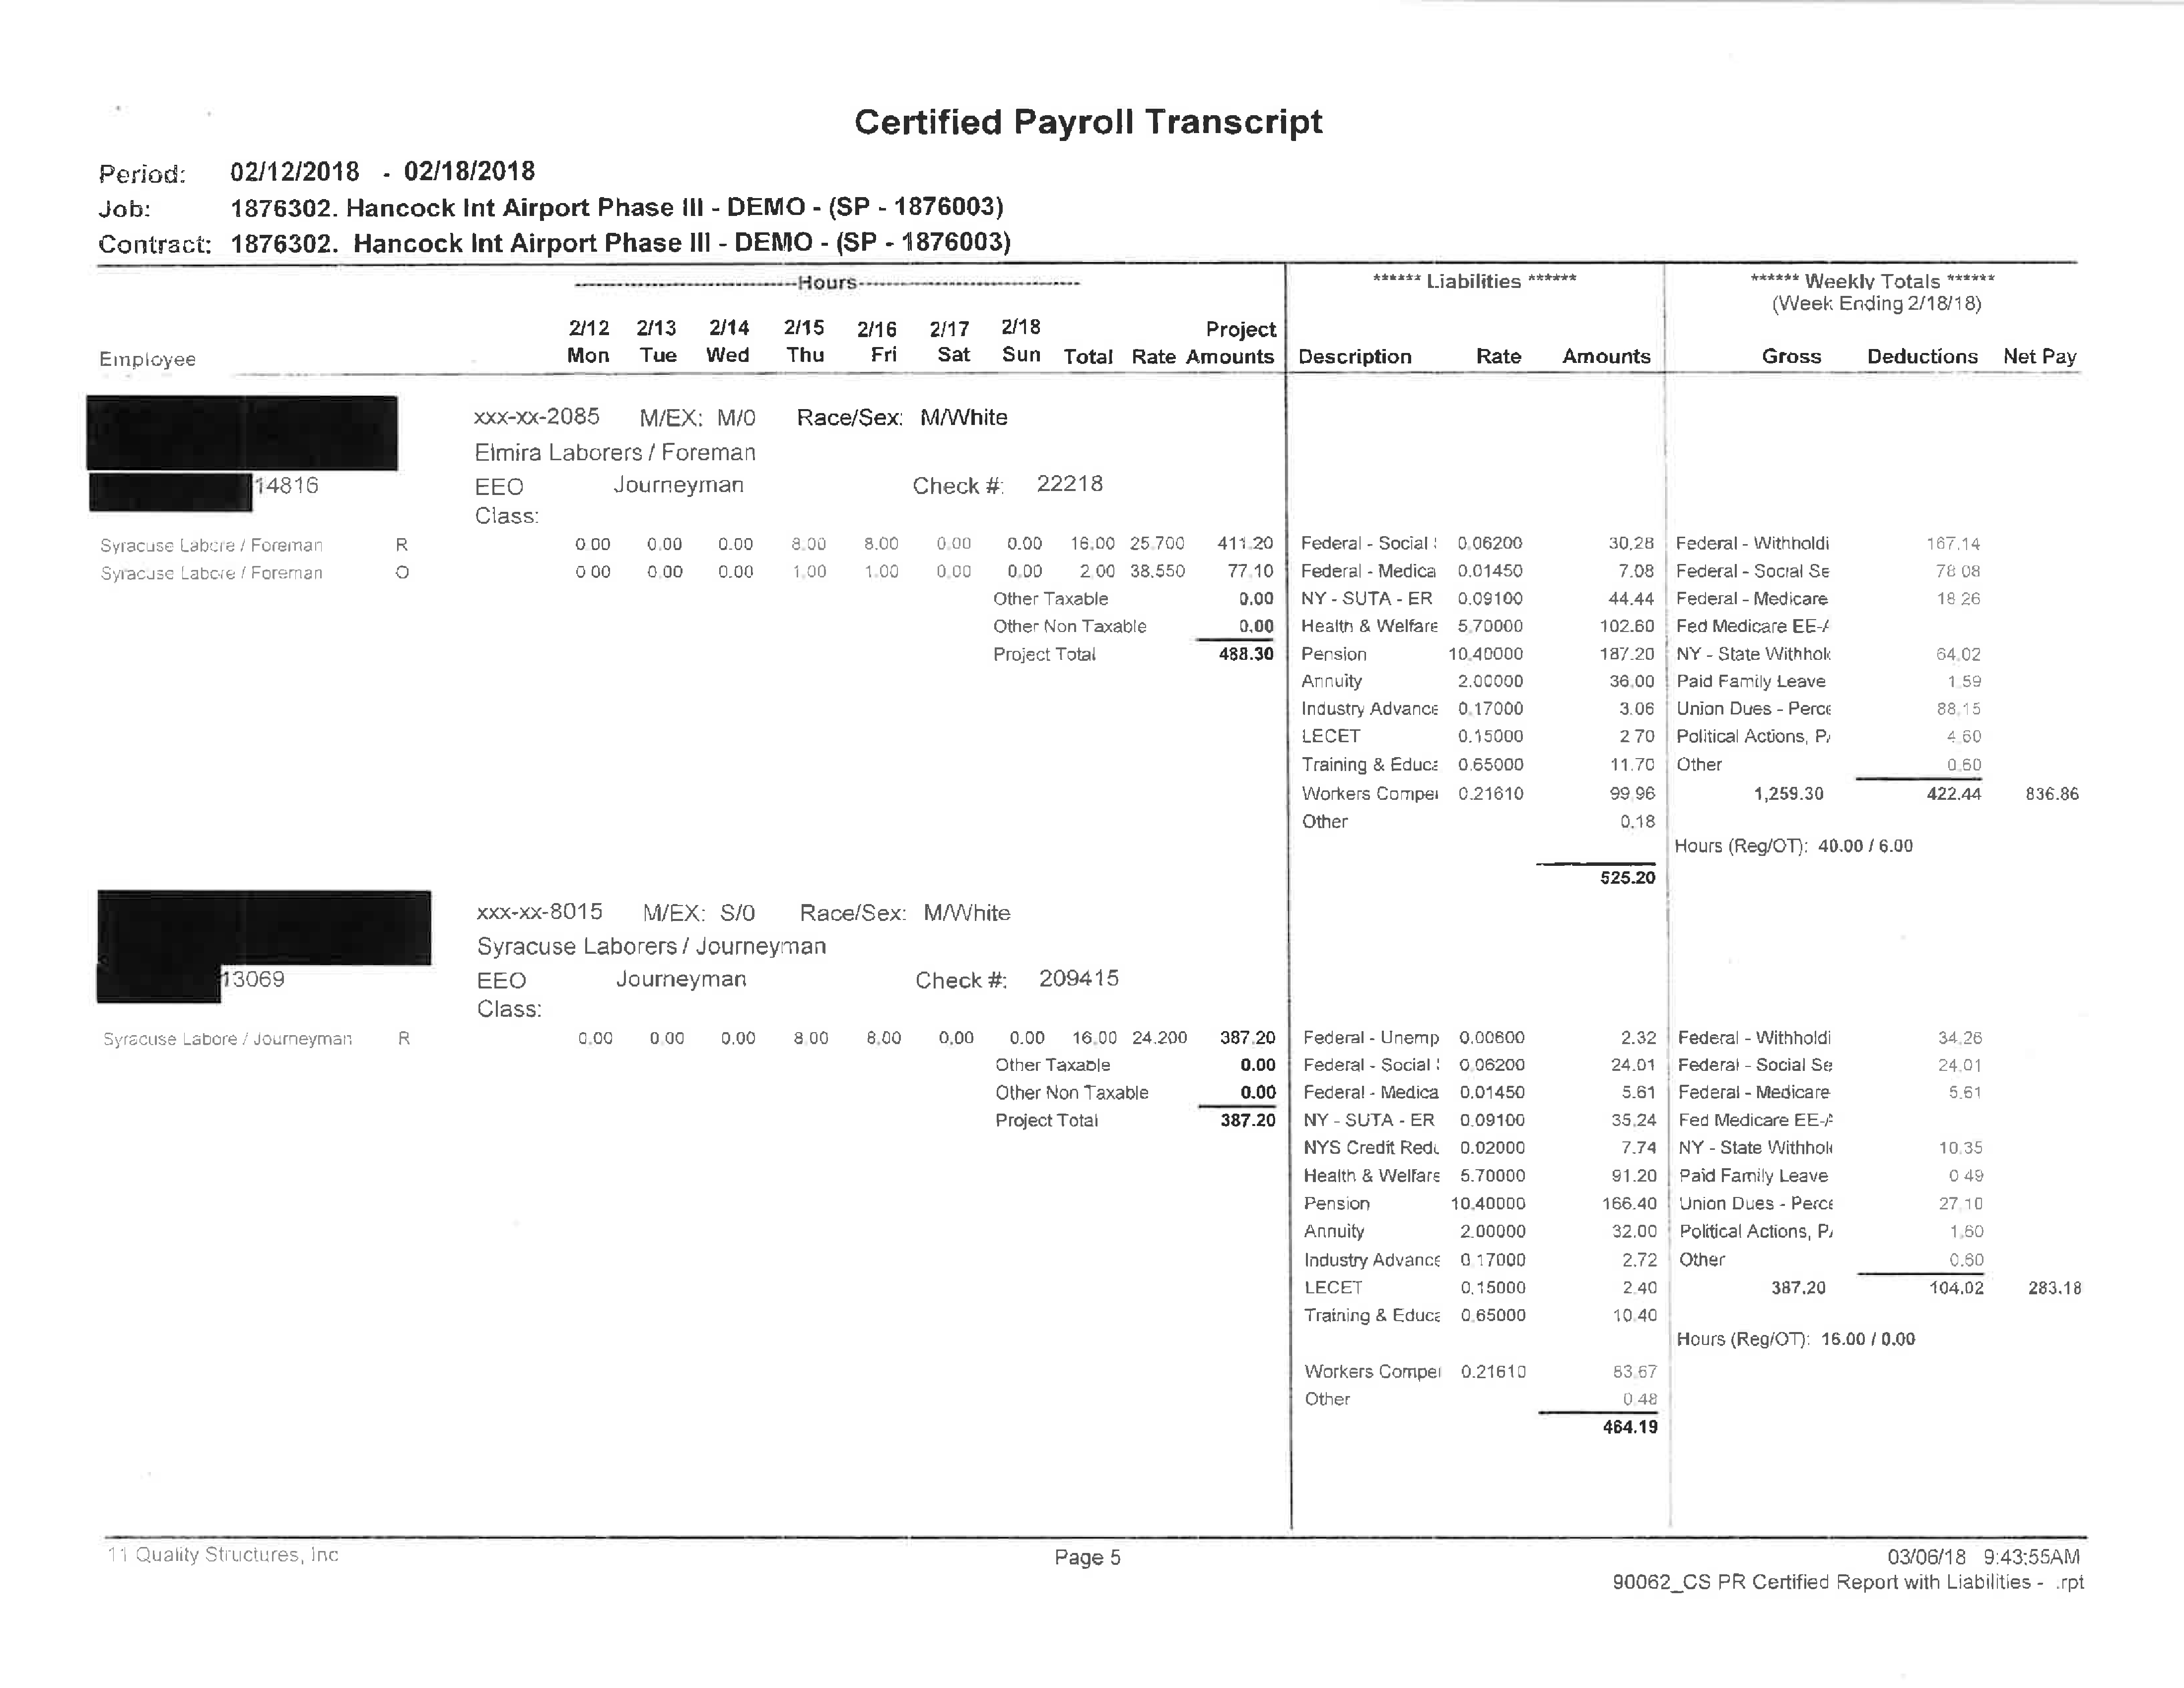 Certified Payroll Transcript
Period: 02/12/2018 - 02/18/2018
Job: 1876302. Hancock Int Airport Phase III - DEMO - (SP - 1876003)
Contract: 1876302. Hancock Int Airport Phase III - DEMO - (SP - 1876003)
Hours ****** Liabilities ****** ****** Weekly Totals ******
(Week Ending 2/18/18)
2/12 2/13 2/14 2/15 2/16 2/17 2/18 Project
Employee Mon Tue Wed Thu Fri Sat Sun Total Rate Amounts Description Rate Amounts Gross Deductions Net Pay
xxx-xx-2085 M/EX: M/0 Race/Sex: M/White
Elmira Laborers / Foreman
14816 EEO Journeyman Check #: 22218
Class:
Syracuse Labore / Foreman R 0.00 0.00 0.00 8.00 8.00 0.00 0.00 16.00 25.700 411.20 Federal - Social 0.06200 30.28 Federal - Withholdi 167.14
Syracuse Labore / Foreman O 0.00 0.00 0.00 1.00 1.00 0.00 0.00 2.00 38.550 77.10 Federal - Medica 0.01450 7.08 Federal - Social Se 78.08
Other Taxable 0.00 NY - SUTA - ER 0.09100 44.44 Federal - Medicare 18.26
Other Non Taxable 0.00 Health & Welfare 5.70000 102.60 Fed Medicare EE-A
Project Total 488.30 Pension 10.40000 187.20 NY - State Withhol 64.02
Annuity 2.00000 36.00 Paid Family Leave 1.59
Industry Advance 0.17000 3.06 Union Dues - Perce 88.15
LECET 0.15000 2.70 Political Actions, P 4.60
Training & Educa 0.65000 11.70 Other 0.60
Workers Compe 0.21610 99.96 1,259.30 422.44 836.86
Other 0.18
Hours (Reg/OT): 40.00 / 6.00
525.20
xxx-xx-8015 M/EX: S/0 Race/Sex: M/White
Syracuse Laborers / Journeyman
13069 EEO Journeyman Check #: 209415
Class:
Syracuse Labore / Journeyman R 0.00 0.00 0.00 8.00 8.00 0.00 0.00 16.00 24.200 387.20 Federal - Unemp 0.00600 2.32 Federal - Withholdi 34.26
Other Taxable 0.00 Federal - Social 0.06200 24.01 Federal - Social Se 24.01
Other Non Taxable 0.00 Federal - Medica 0.01450 5.61 Federal - Medicare 5.61
Project Total 387.20 NY - SUTA - ER 0.09100 35.24 Fed Medicare EE-A
NYS Credit Redu 0.02000 7.74 NY - State Withhol 10.35
Health & Welfare 5.70000 91.20 Paid Family Leave 0.49
Pension 10.40000 166.40 Union Dues - Perce 27.10
Annuity 2.00000 32.00 Political Actions, P 1.60
Industry Advance 0.17000 2.72 Other 0.60
LECET 0.15000 2.40 387.20 104.02 283.18
Training & Educa 0.65000 10.40
Hours (Reg/OT): 16.00 / 0.00
Workers Compe 0.21610 83.67
Other 0.48
464.19
11 Quality Structures, Inc Page 5 03/06/18 9:43:55AM
90062_CS PR Certified Report with Liabilities - .rpt